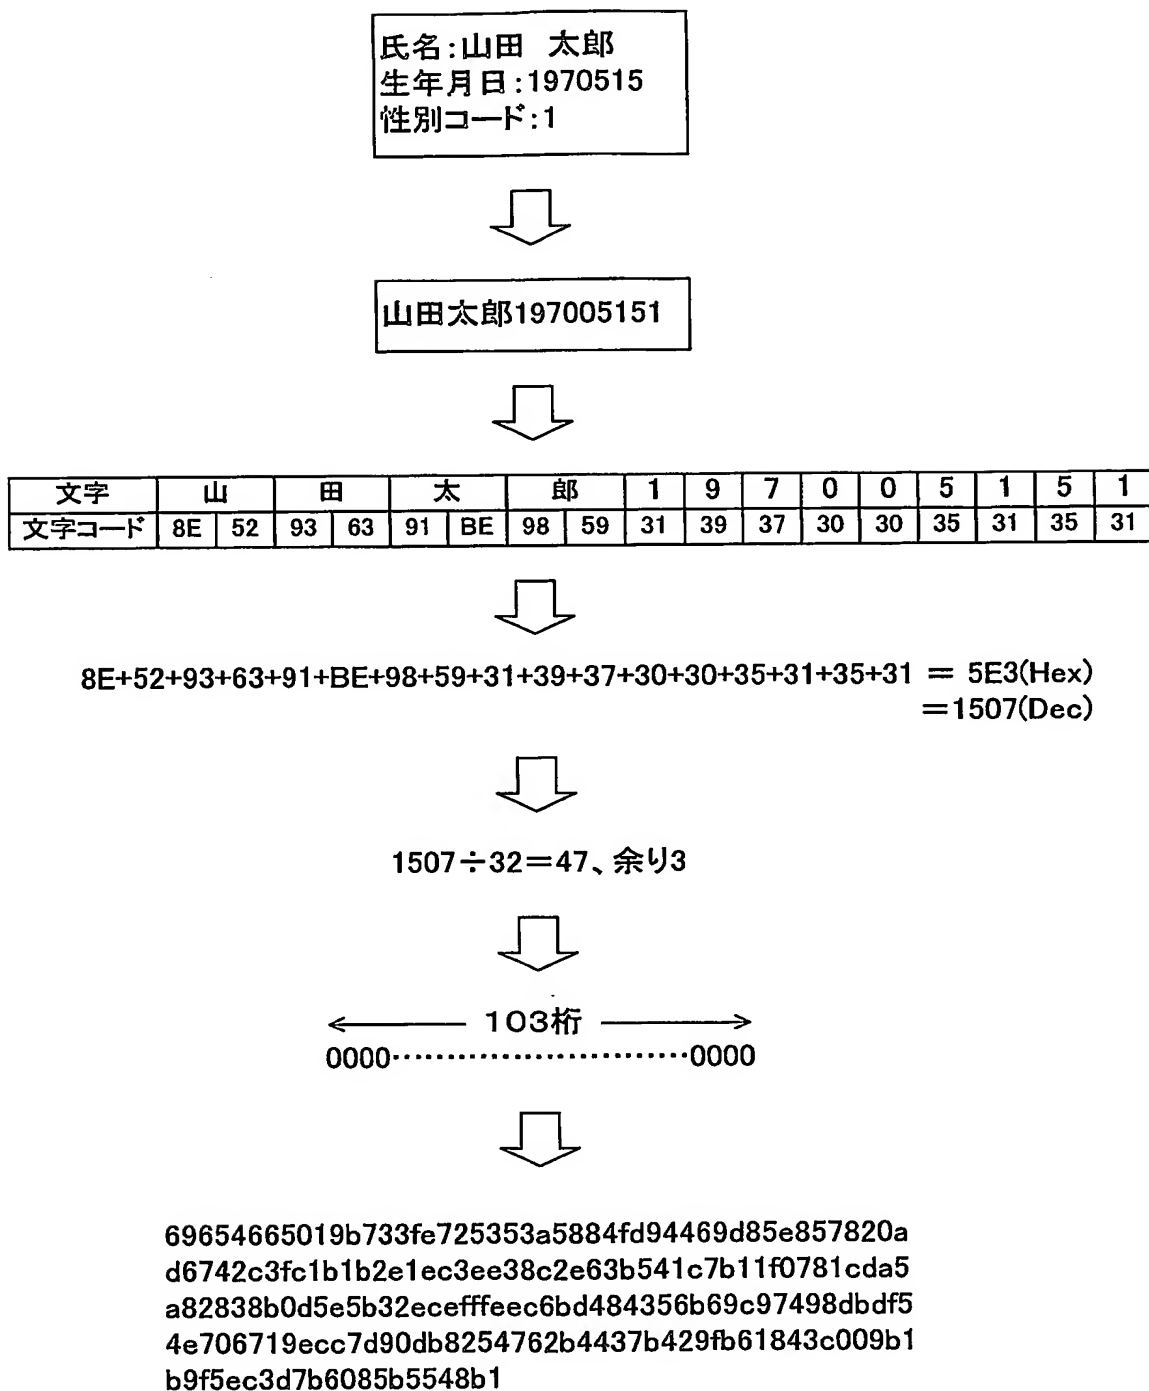 氏名:山田 太郎
生年月日:1970515
性別コード:1
山田太郎197005151
文字 山 田 太 郎 1 9 7 0 0 5 1 5 1
文字コード 8E 52 93 63 91 BE 98 59 31 39 37 30 30 35 31 35 31
8E+52+93+63+91+BE+98+59+31+39+37+30+30+35+31+35+31 = 5E3(Hex)
=1507(Dec)
1507÷32=47、余り3
103桁
0000‥‥‥‥‥‥‥‥‥‥‥‥0000
69654665019b733fe725353a5884fd94469d85e857820a
d6742c3fc1b1b2e1ec3ee38c2e63b541c7b11f0781cda5
a82838b0d5e5b32ecefffeec6bd484356b69c97498dbdf5
4e706719ecc7d90db8254762b4437b429fb61843c009b1
b9f5ec3d7b6085b5548b1